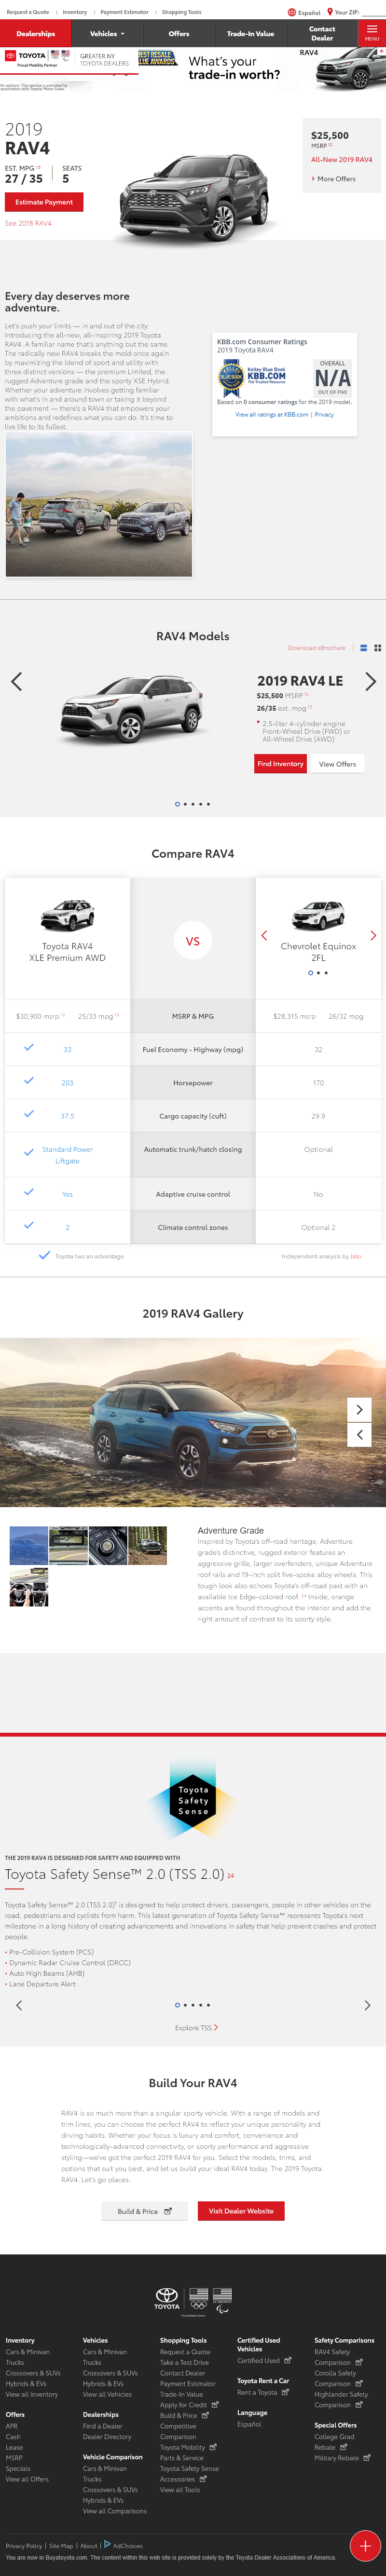 Request a Quote | Inventory | Payment Estimator | Shopping Tools
Español Your ZIP:
Dealerships Vehicles Offers Trade-In Value Contact Dealer MENU
TOYOTA
Proud Mobility Partner
GREATER NY
TOYOTA DEALERS
BEST RESALE
VALUE AWARDS
What's your
trade-in worth?
RAV4
2019
RAV4
EST. MPG 13
27 / 35
SEATS
5
Estimate Payment
See 2018 RAV4
$25,500
MSRP 12
All-New 2019 RAV4
More Offers
Every day deserves more
adventure.
Let's push your limits — in and out of the city.
Introducing the all-new, all-inspiring 2019 Toyota
RAV4. A familiar name that's anything but the same.
The radically new RAV4 breaks the mold once again
by maximizing the blend of sport and utility with
three distinct versions — the premium Limited, the
rugged Adventure grade and the sporty XSE Hybrid.
Whether your adventure involves getting familiar
with what's in and around town or taking it beyond
the pavement — there's a RAV4 that empowers your
ambitions and redefines what you can do. It's time to
live life to its fullest.
KBB.com Consumer Ratings
2019 Toyota RAV4
Kelley Blue Book
KBB.COM
The Trusted Resource
OVERALL
N/A
OUT OF FIVE
Based on 0 consumer ratings for the 2019 model.
View all ratings at KBB.com | Privacy
RAV4 Models
Download eBrochure
2019 RAV4 LE
$25,500 MSRP 12
26/35 est. mpg 13
2.5-liter 4-cylinder engine
Front-Wheel Drive (FWD) or
All-Wheel Drive (AWD)
Find Inventory
View Offers
Compare RAV4
Toyota RAV4
XLE Premium AWD
VS
Chevrolet Equinox
2FL
$30,900 msrp 12 25/33 mpg 13 MSRP & MPG $28,315 msrp 26/32 mpg
33 Fuel Economy - Highway (mpg) 32
203 Horsepower 170
37.5 Cargo capacity (cuft) 29.9
Standard Power Liftgate Automatic trunk/hatch closing Optional
Yes Adaptive cruise control No
2 Climate control zones Optional 2
Toyota has an advantage
Independent analysis by Jato.
2019 RAV4 Gallery
Adventure Grade
Inspired by Toyota's off-road heritage, Adventure
grade's distinctive, rugged exterior features an
aggressive grille, larger overfenders, unique Adventure
roof rails and 19-inch split five-spoke alloy wheels. This
tough look also echoes Toyota's off-road past with an
available Ice Edge-colored roof. 24 Inside, orange
accents are found throughout the interior and add the
right amount of contrast to its sporty style.
Toyota
Safety
Sense
THE 2019 RAV4 IS DESIGNED FOR SAFETY AND EQUIPPED WITH
Toyota Safety Sense™ 2.0 (TSS 2.0) 24
Toyota Safety Sense™ 2.0 (TSS 2.0)† is designed to help protect drivers, passengers, people in other vehicles on the
road, pedestrians and cyclists from harm. This latest generation of Toyota Safety Sense™ represents Toyota's next
milestone in a long history of creating advancements and innovations in safety that help prevent crashes and protect
people.
• Pre-Collision System (PCS)
• Dynamic Radar Cruise Control (DRCC)
• Auto High Beams (AHB)
• Lane Departure Alert
Explore TSS
Build Your RAV4
RAV4 is so much more than a singular sporty vehicle. With a range of models and
trim lines, you can choose the perfect RAV4 to reflect your unique personality and
driving habits. Whether your focus is luxury and comfort, convenience and
technologically-advanced connectivity, or sporty performance and aggressive
styling—we've got the perfect 2019 RAV4 for you. Select the models, trims, and
options that suit you best, and let us build your ideal RAV4 today. The 2019 Toyota
RAV4. Let's go places.
Build & Price
Visit Dealer Website
TOYOTA
Inventory
Cars & Minivan
Trucks
Crossovers & SUVs
Hybrids & EVs
View all Inventory
Offers
APR
Cash
Lease
MSRP
Specials
View all Offers
Vehicles
Cars & Minivan
Trucks
Crossovers & SUVs
Hybrids & EVs
View all Vehicles
Dealerships
Find a Dealer
Dealer Directory
Vehicle Comparison
Cars & Minivan
Trucks
Crossovers & SUVs
Hybrids & EVs
View all Comparisons
Shopping Tools
Request a Quote
Take a Test Drive
Contact Dealer
Payment Estimator
Trade-In Value
Apply for Credit
Build & Price
Competitive
Comparison
Toyota Mobility
Parts & Service
Toyota Safety Sense
Accessories
View all Tools
Certified Used
Vehicles
Certified Used
Toyota Rent a Car
Rent a Toyota
Language
Español
Safety Comparisons
RAV4 Safety
Comparison
Corolla Safety
Comparison
Highlander Safety
Comparison
Special Offers
College Grad
Rebate
Military Rebate
Privacy Policy | Site Map | About | AdChoices
You are now in Buyatoyota.com. The content within this web site is provided solely by the Toyota Dealer Associations of America.